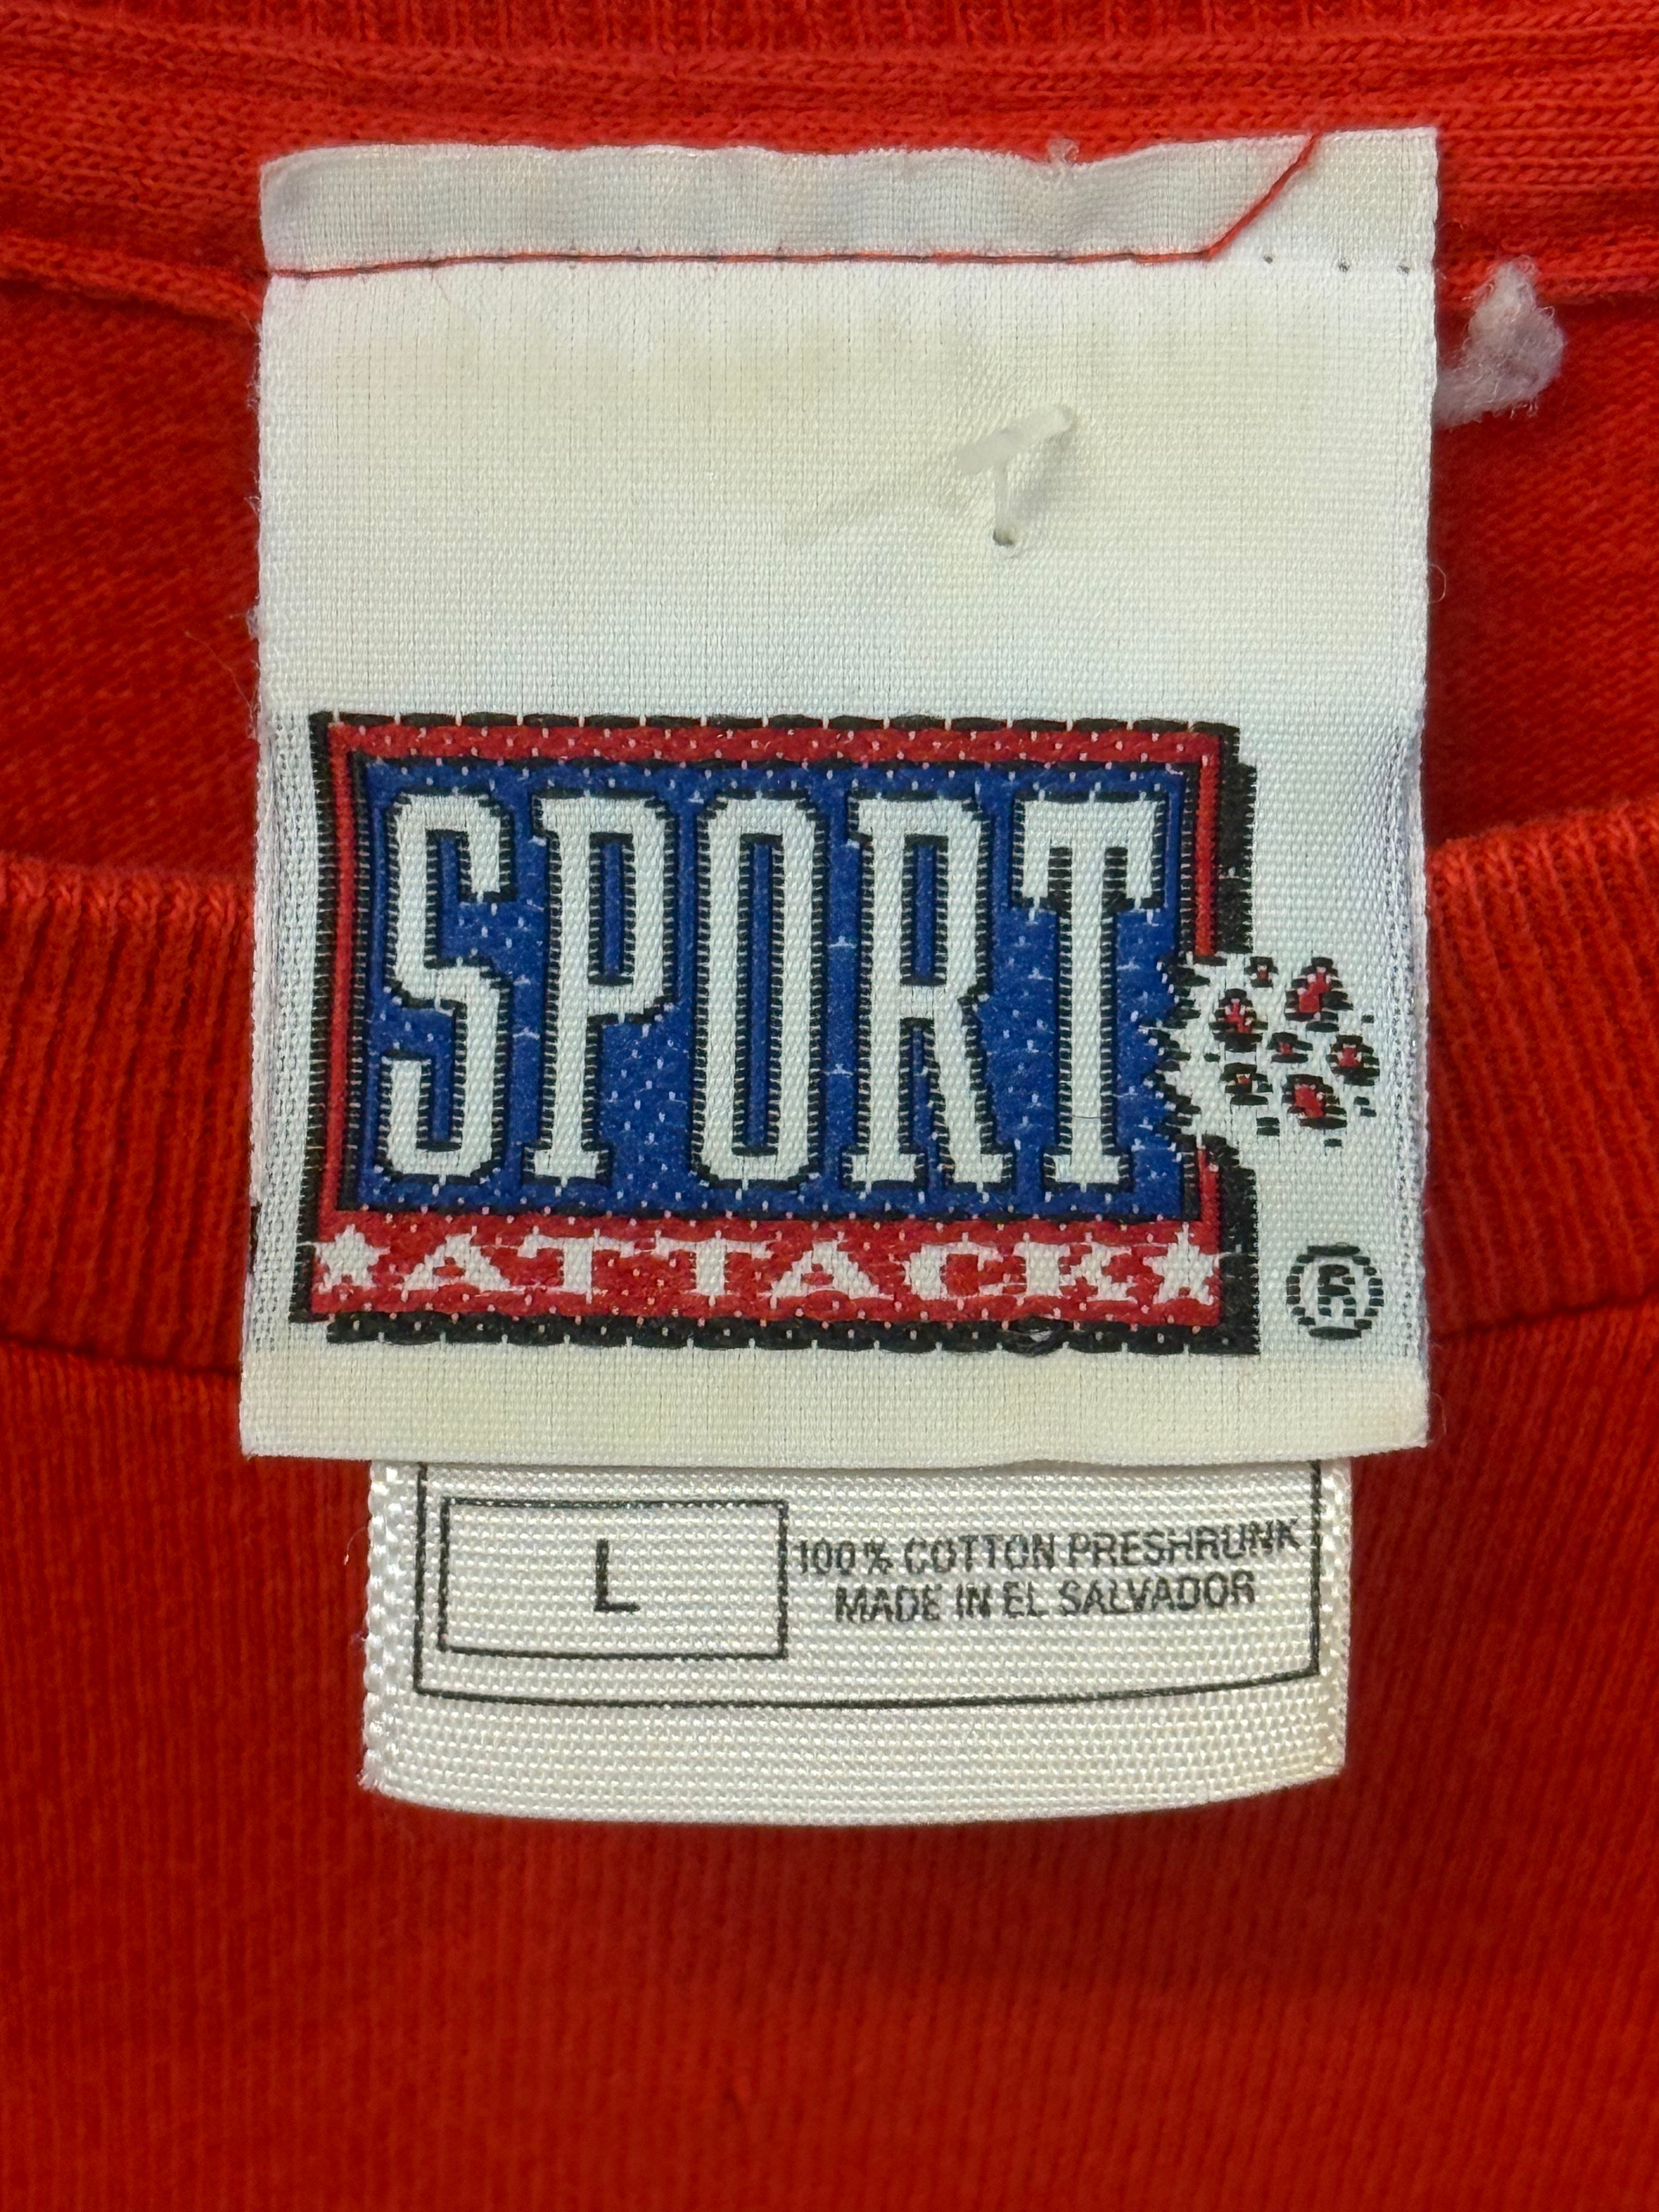 SPORT
★ATTACK★
®
L
100% COTTON PRESHRUNK
MADE IN EL SALVADOR